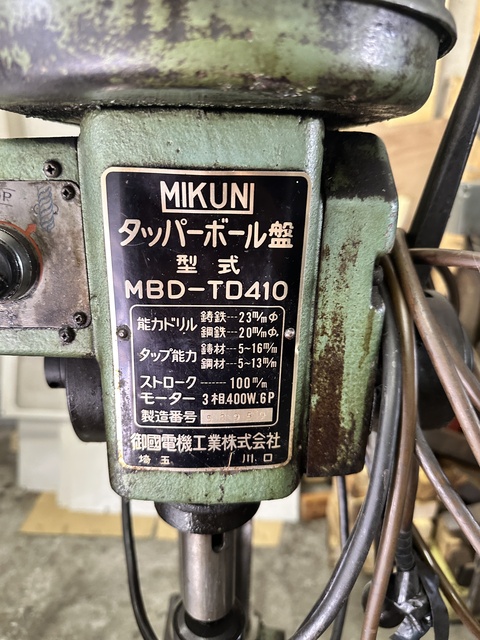 MIKUNI
タッパーボール盤
型式
MBD-TD410
能力ドリル 鋳鉄---23m/mΦ
鋼鉄---20m/mΦ.
タップ能力 鋳材---5~16m/m
鋼材---5~13m/m
ストローク ------- 100m/m
モーター 3相400W.6P
製造番号
御國電機工業株式会社
埼玉 川口